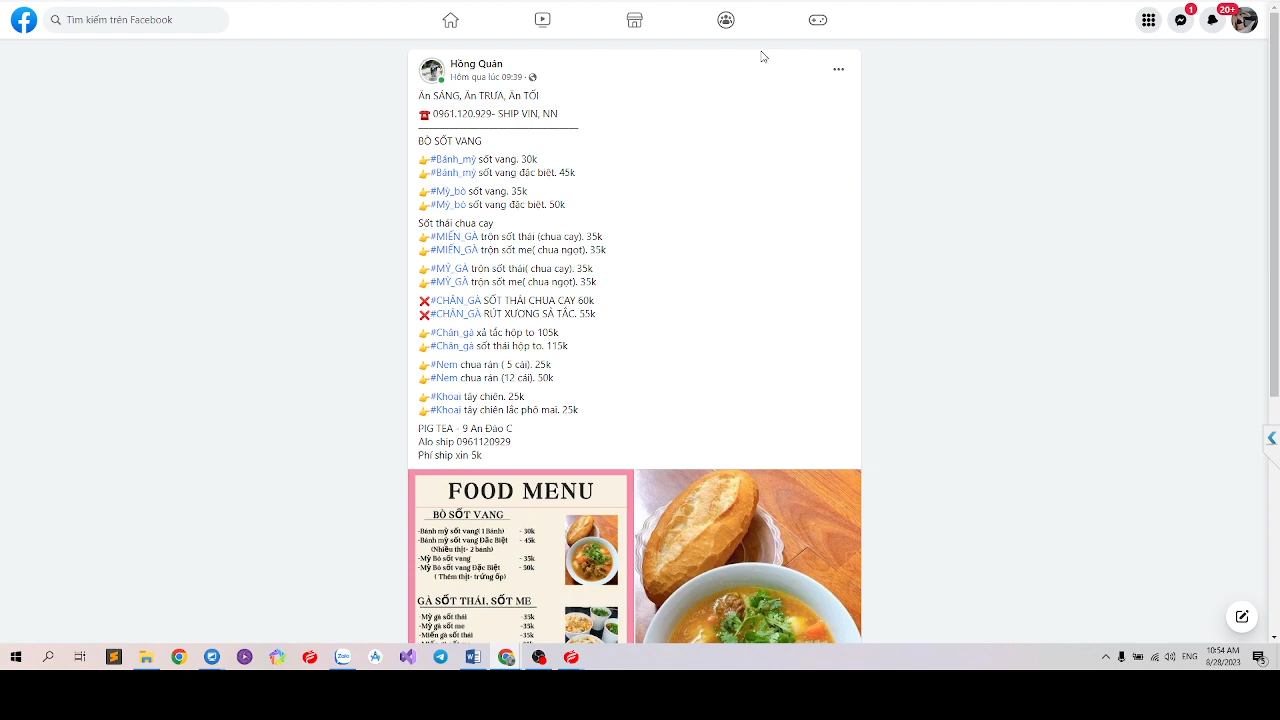 Tìm kiếm trên Facebook
1
20+
Hồng Quân
Hôm qua lúc 09:39 ·
Ăn SÁNG, Ăn TRƯA, Ăn TỐI
0961.120.929- SHIP VIN, NN
BÒ SỐT VANG
#Bánh_mỳ sốt vang. 30k
#Bánh_mỳ sốt vang đặc biệt. 45k
#Mỳ_bò sốt vang. 35k
#Mỳ_bò sốt vang đặc biệt. 50k
Sốt thái chua cay
#MIẾN_GÀ trộn sốt thái (chua cay). 35k
#MIẾN_GÀ trộn sốt me( chua ngọt). 35k
#MỲ_GÀ trộn sốt thái( chua cay). 35k
#MỲ_GÀ trộn sốt me( chua ngọt). 35k
#CHÂN_GÀ SỐT THÁI CHUA CAY 60k
#CHÂN_GÀ RÚT XƯƠNG SẢ TẮC. 55k
#Chân_gà xả tắc hộp to 105k
#Chân_gà sốt thái hộp to. 115k
#Nem chua rán ( 5 cái). 25k
#Nem chua rán (12 cái). 50k
#Khoai tây chiên. 25k
#Khoai tây chiên lắc phô mai. 25k
PIG TEA - 9 An Đào C
Alo ship 0961120929
Phí ship xin 5k
FOOD MENU
BÒ SỐT VANG
-Bánh mỳ sốt vang( 1 Bánh) - 30k
-Bánh mỳ sốt vang Đặc Biệt - 45k
(Nhiều thịt- 2 bánh)
-Mỳ Bò sốt vang - 35k
-Mỳ Bò sốt vang Đặc Biệt - 50k
( Thêm thịt- trứng ốp)
GÀ SỐT THÁI, SỐT ME
-Mỳ gà sốt thái -35k
-Mỳ gà sốt me -35k
-Miến gà sốt thái -35k
Zalo
ENG
10:54 AM
8/28/2023